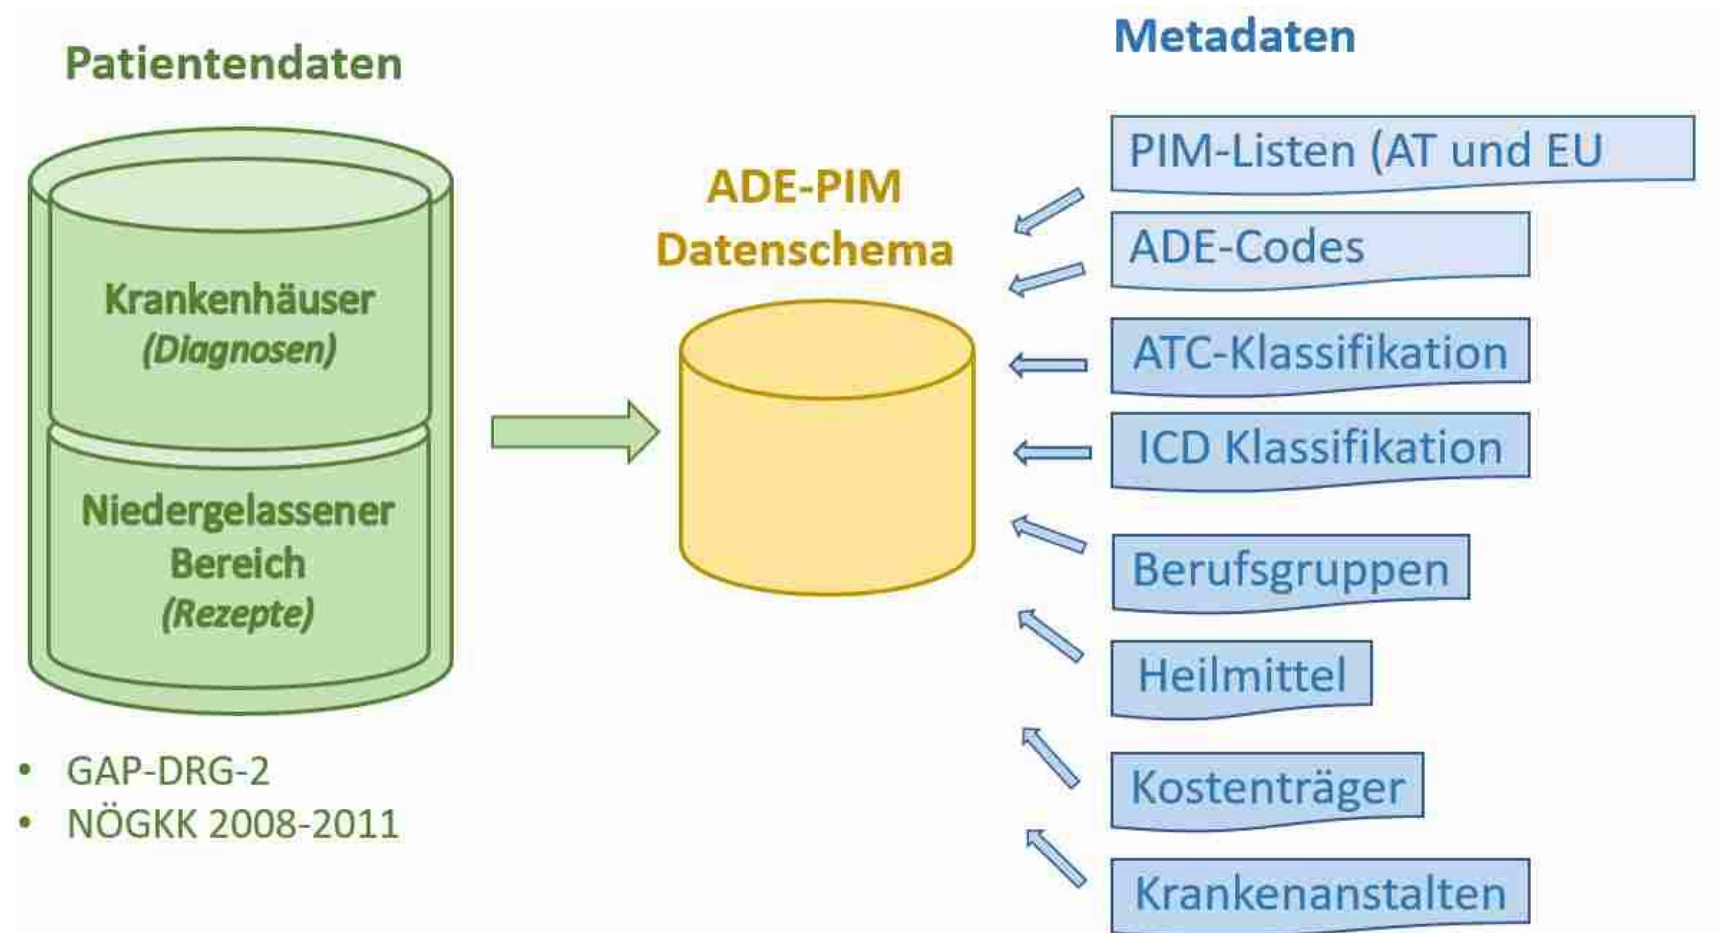 Patientendaten
Krankenhäuser
(Diagnosen)
Niedergelassener
Bereich
(Rezepte)
• GAP-DRG-2
• NÖGKK 2008-2011
ADE-PIM
Datenschema
Metadaten
PIM-Listen (AT und EU
ADE-Codes
ATC-Klassifikation
ICD Klassifikation
Berufsgruppen
Heilmittel
Kostenträger
Krankenanstalten